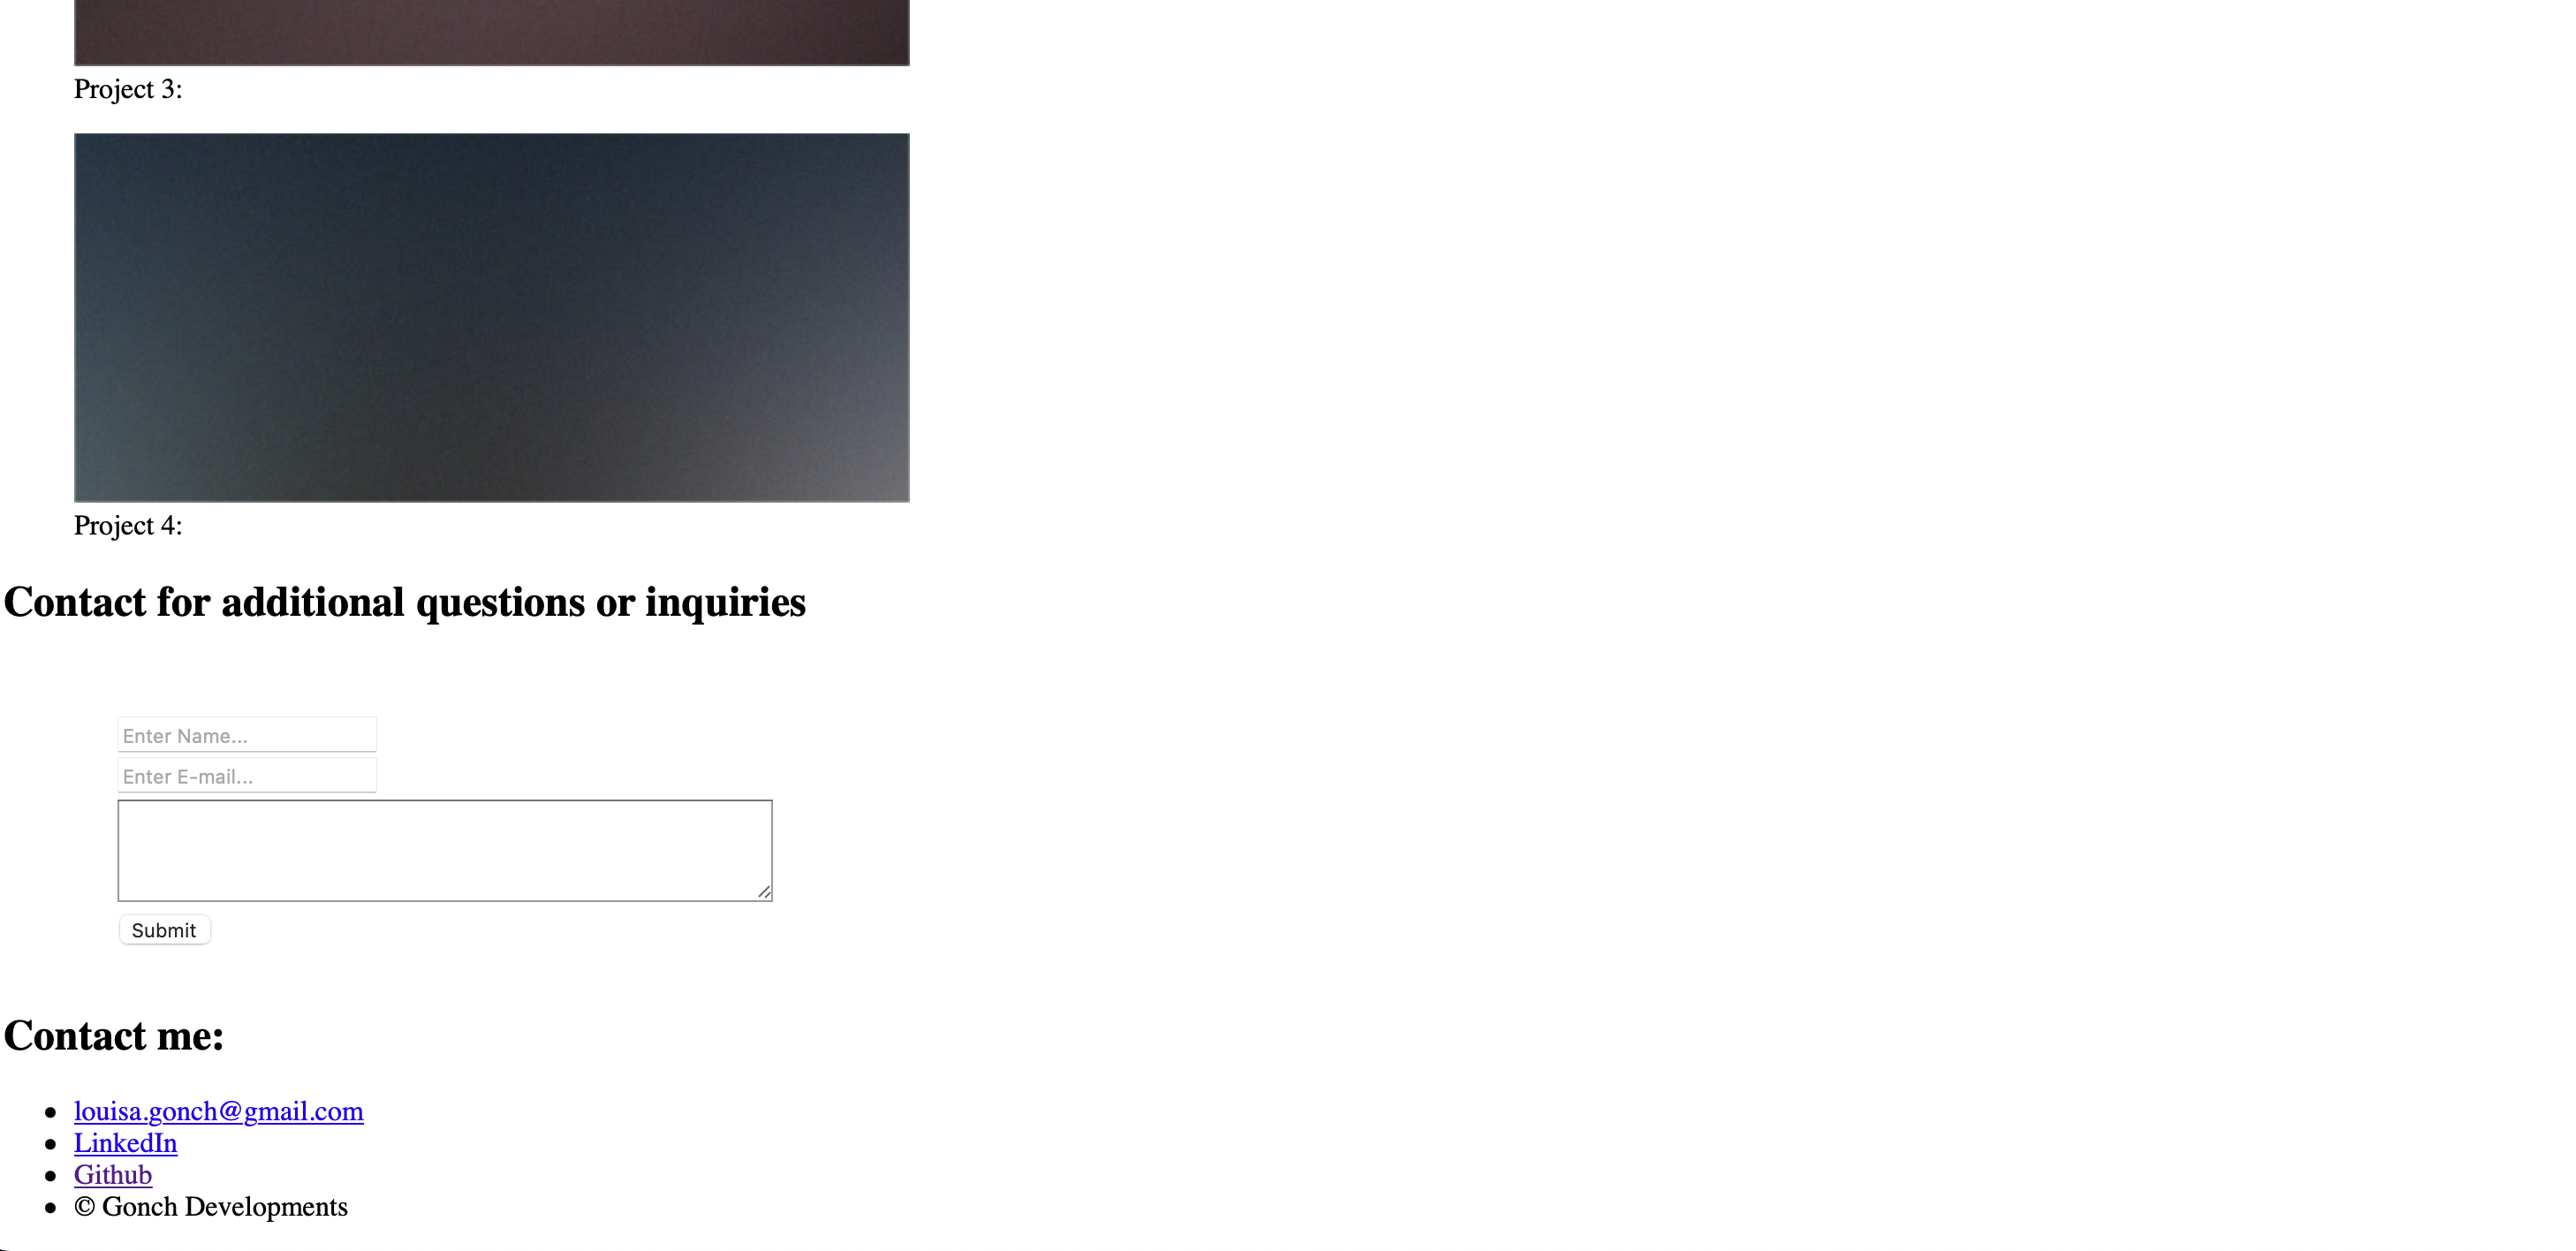 Project 3:
Project 4:
Contact for additional questions or inquiries
Enter Name...
Enter E-mail...
Submit
Contact me:
louisa.gonch@gmail.com
LinkedIn
Github
© Gonch Developments